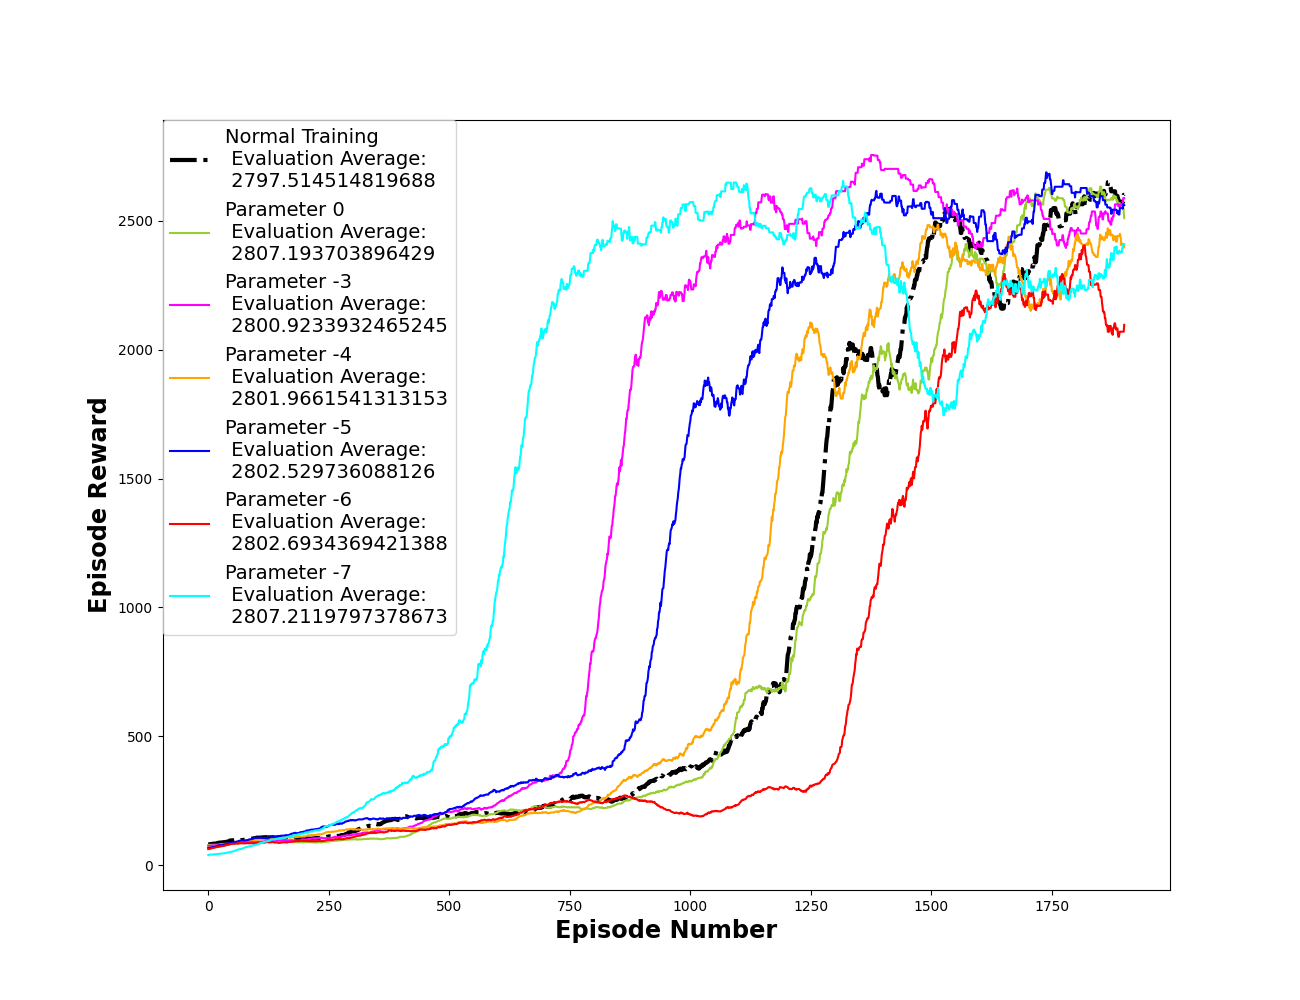 Normal Training
Evaluation Average:
2797.514514819688
Parameter 0
Evaluation Average:
2807.193703896429
Parameter -3
Evaluation Average:
2800.9233932465245
Parameter -4
Evaluation Average:
2801.9661541313153
Parameter -5
Evaluation Average:
2802.529736088126
Parameter -6
Evaluation Average:
2802.6934369421388
Parameter -7
Evaluation Average:
2807.2119797378673
2500
2000
1500
1000
500
0
Episode Reward
0 250 500 750 1000 1250 1500 1750
Episode Number